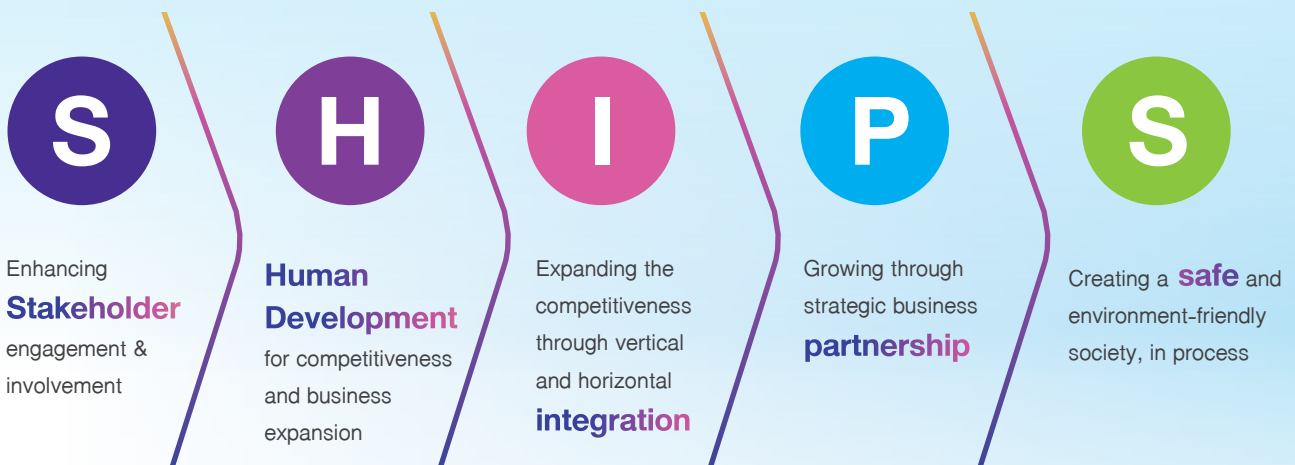 S
Enhancing
Stakeholder
engagement &
involvement
H
Human
Development
for competitiveness
and business
expansion
I
Expanding the
competitiveness
through vertical
and horizontal
integration
P
Growing through
strategic business
partnership
S
Creating a safe and
environment-friendly
society, in process